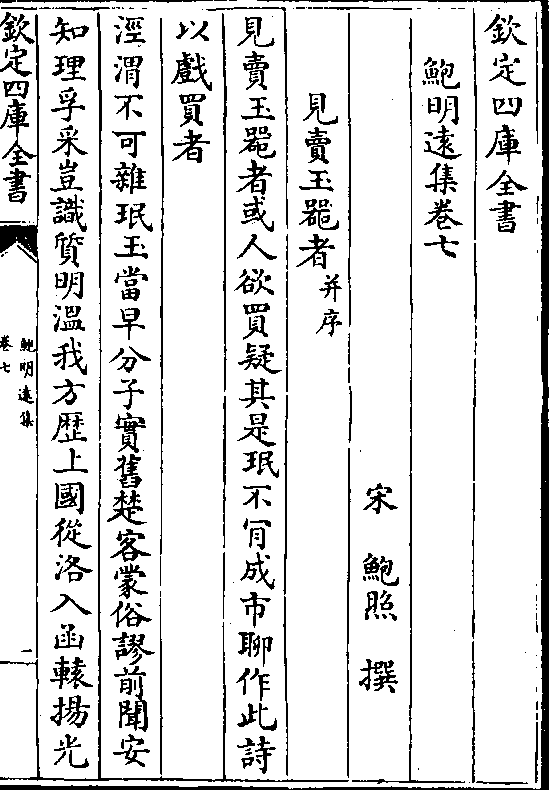 欽定四庫全書
鮑明遠集卷七
宋 鮑照 撰
見賣玉噐者并序
見賣玉噐者或人欲買疑其是珉不肎成市聊作此詩
以戲買者
涇渭不可雜珉玉當早分子實舊楚客蒙俗謬前聞安
知理孚采豈識質明溫我方歴上國從洛入函轅揚光
欽定四庫全書
鮑明遠集
卷七
一